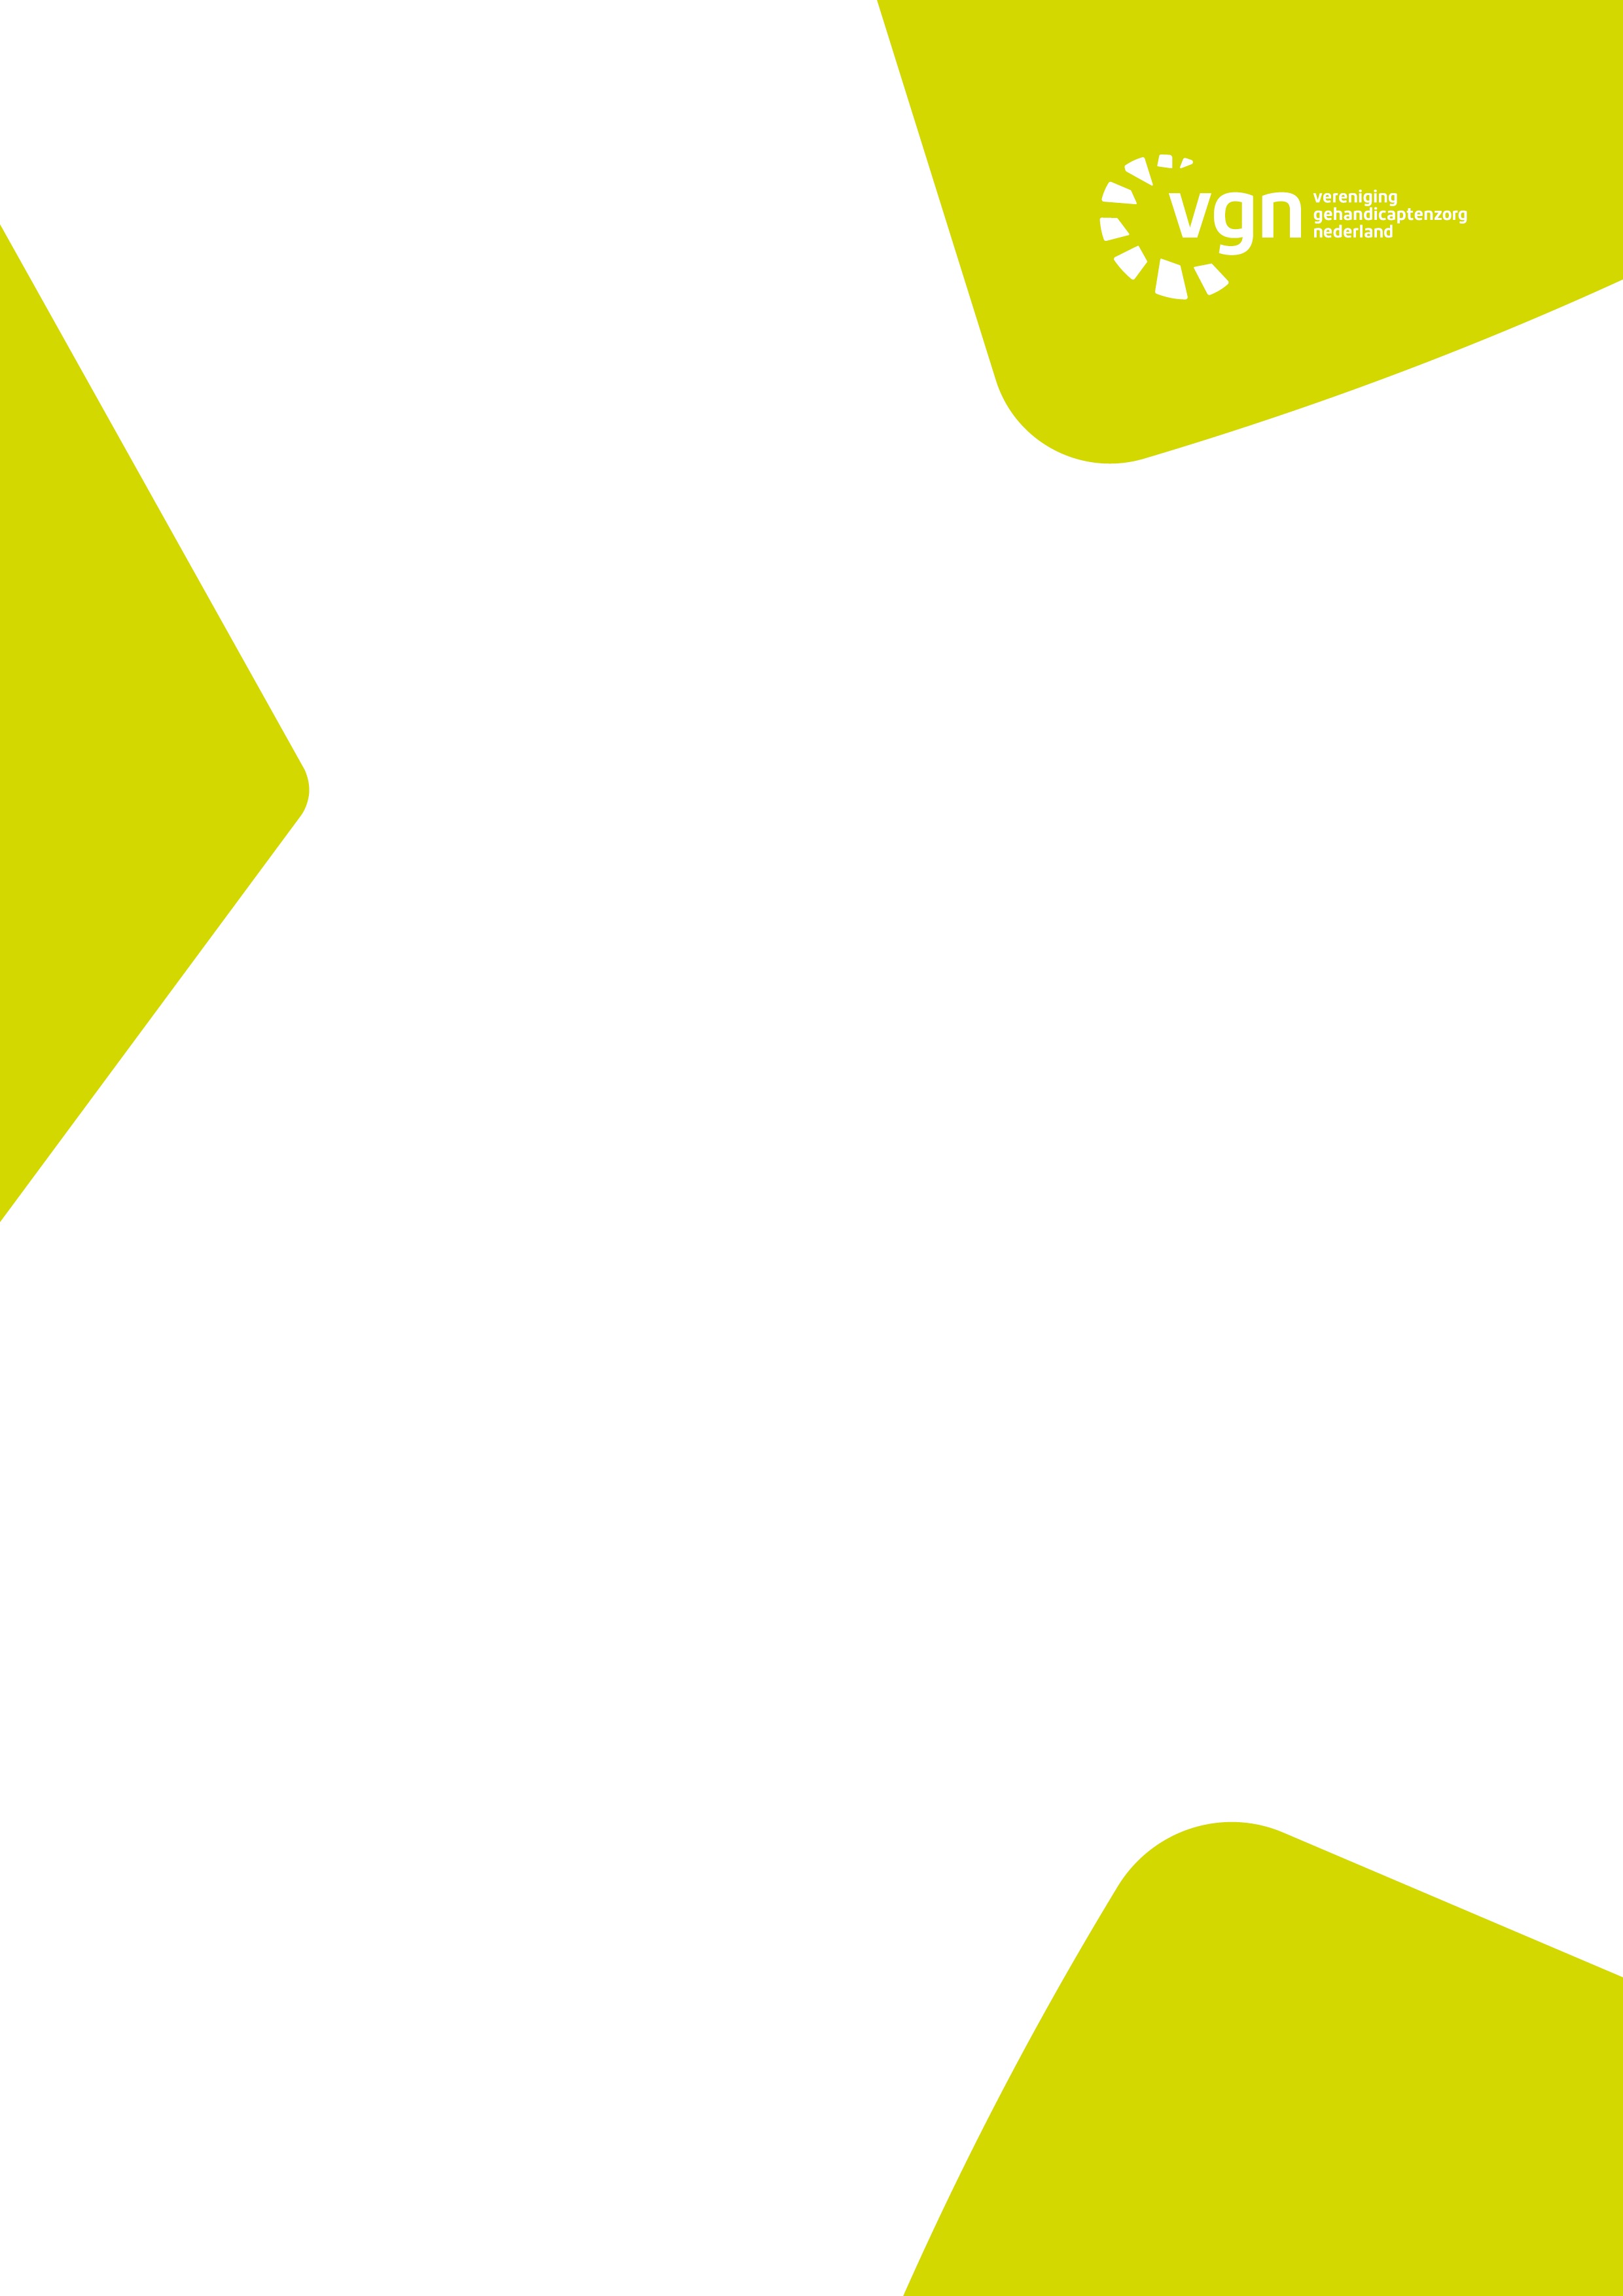 vgn
vereniging
gehandicaptenzorg
nederland